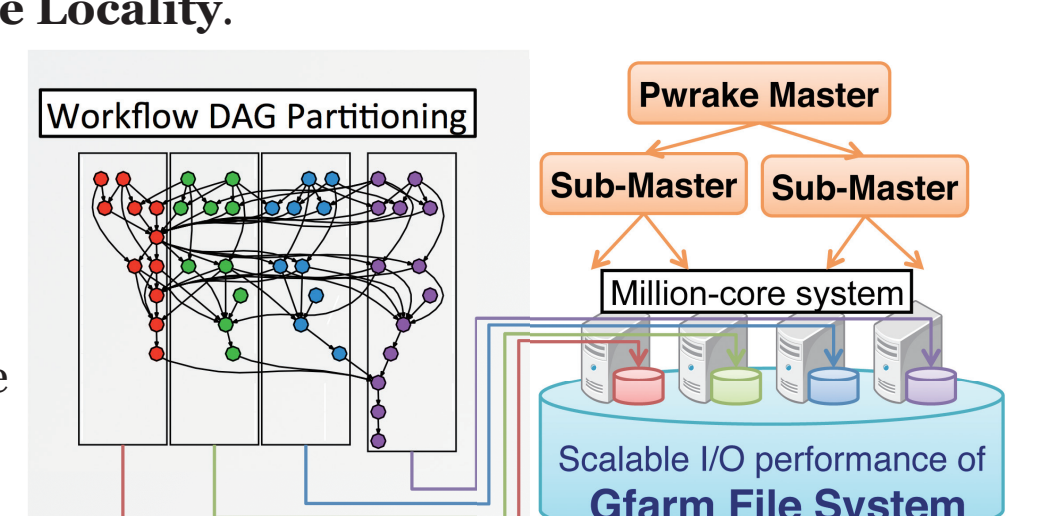 e Locality.
Workflow DAG Partitioning
Pwrake Master
Sub-Master
Sub-Master
Million-core system
e
Scalable I/O performance of
Gfarm File System